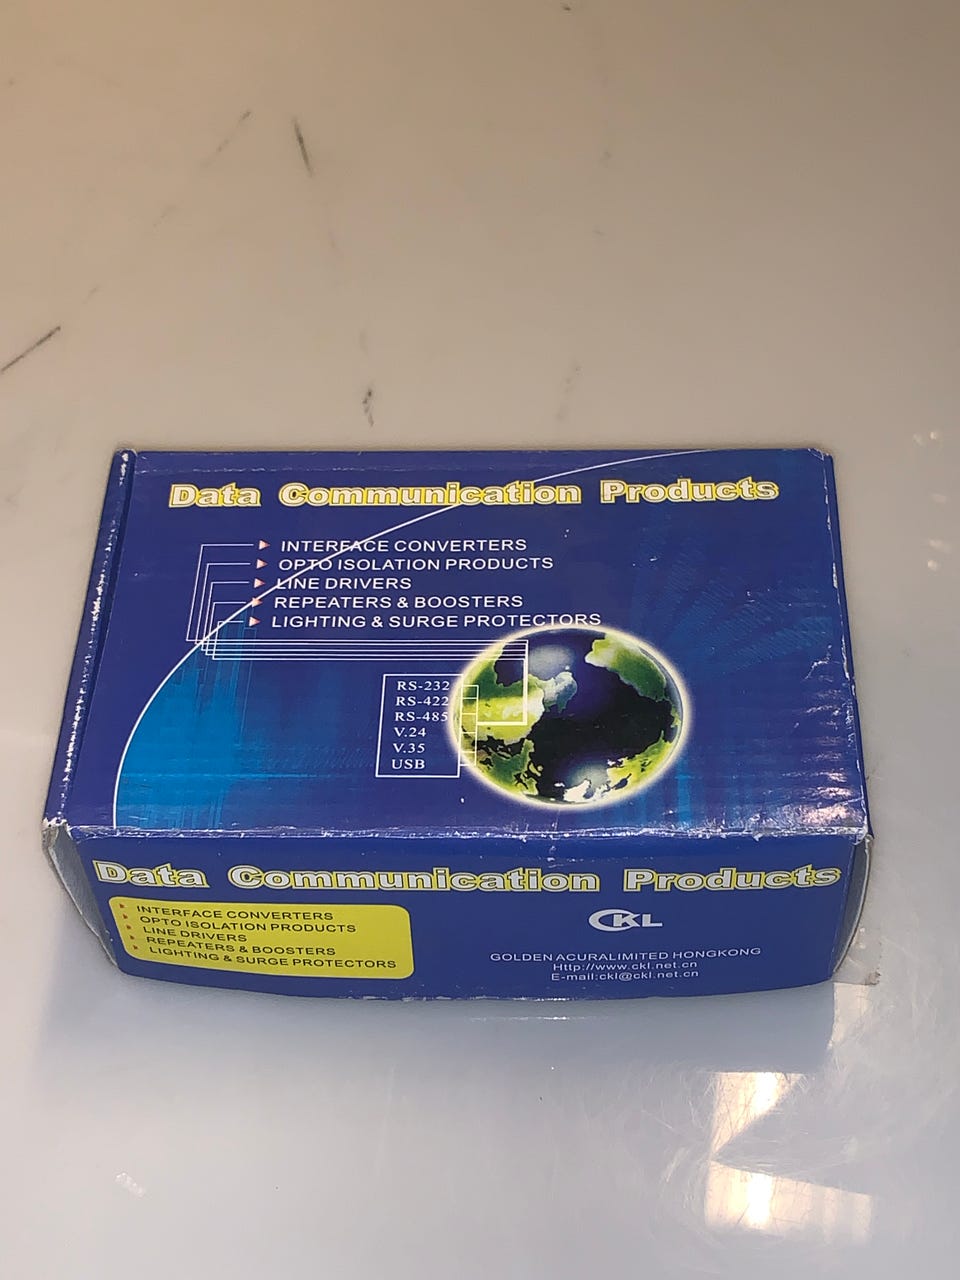 Data Communication Products
INTERFACE CONVERTERS
OPTO ISOLATION PRODUCTS
LINE DRIVERS
REPEATERS & BOOSTERS
LIGHTING & SURGE PROTECTORS
RS-232
RS-422
RS-485
V.24
V.35
USB
Data Communication Products
INTERFACE CONVERTERS
OPTO ISOLATION PRODUCTS
LINE DRIVERS
REPEATERS & BOOSTERS
LIGHTING & SURGE PROTECTORS
CKL
GOLDEN ACURALIMITED HONGKONG
Http://www.ckl.net.cn
E-mail:ckl@ckl.net.cn